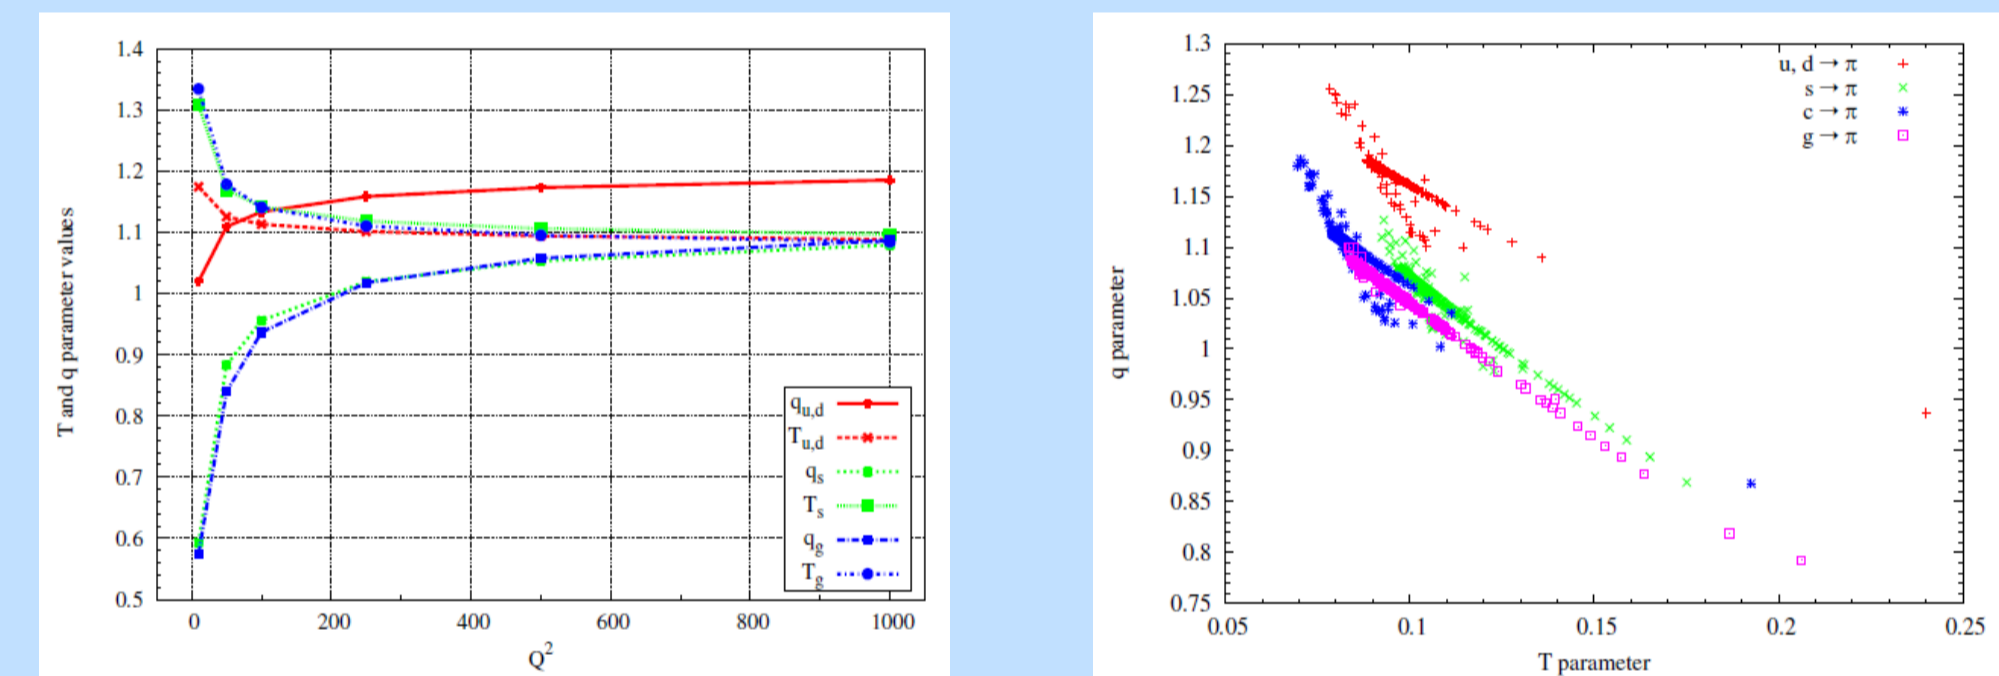 1.4
1.3
1.2
1.1
1
0.9
0.8
0.7
0.6
0.5
T and q parameter values
0 200 400 600 800 1000
Q²
q_u,d
T_u,d
q_s
T_s
q_g
T_g
1.3
1.25
1.2
1.15
1.1
1.05
1
0.95
0.9
0.85
0.8
0.75
q parameter
0.05 0.1 0.15 0.2 0.25
T parameter
u, d → π
s → π
c → π
g → π